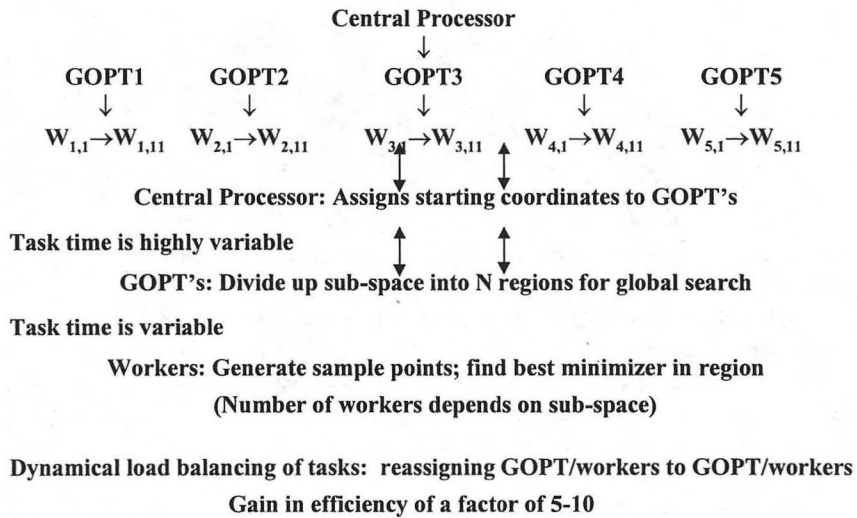 Central Processor
↓
GOPT1 GOPT2 GOPT3 GOPT4 GOPT5
↓ ↓ ↓ ↓ ↓
W1,1→W1,11 W2,1→W2,11 W3,1→W3,11 W4,1→W4,11 W5,1→W5,11
Central Processor: Assigns starting coordinates to GOPT's
Task time is highly variable
GOPT's: Divide up sub-space into N regions for global search
Task time is variable
Workers: Generate sample points; find best minimizer in region
(Number of workers depends on sub-space)
Dynamical load balancing of tasks: reassigning GOPT/workers to GOPT/workers
Gain in efficiency of a factor of 5-10